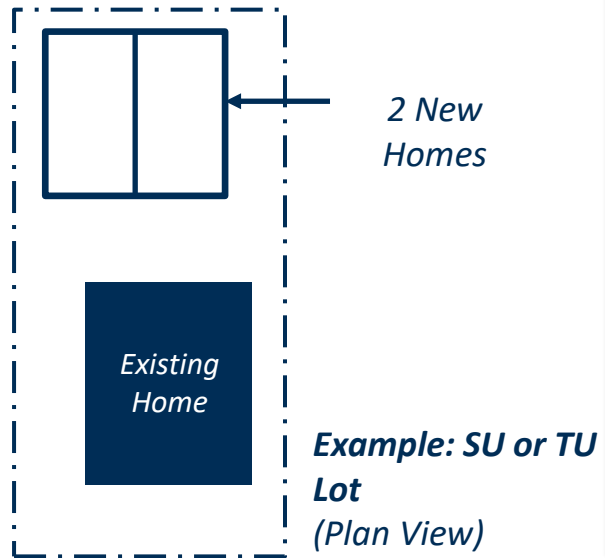 2 New
Homes
Existing
Home
Example: SU or TU
Lot
(Plan View)